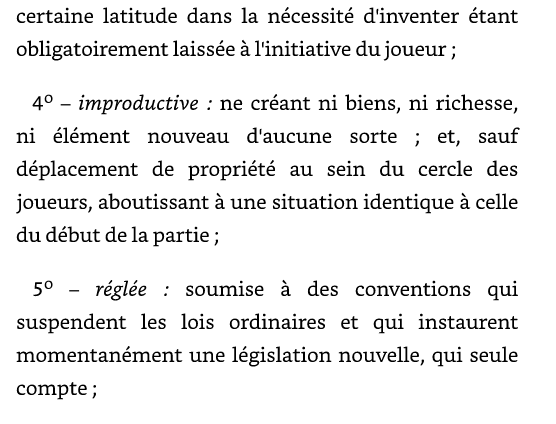 certaine latitude dans la nécessité d'inventer étant
obligatoirement laissée à l'initiative du joueur ;
4º – improductive : ne créant ni biens, ni richesse,
ni élément nouveau d'aucune sorte ; et, sauf
déplacement de propriété au sein du cercle des
joueurs, aboutissant à une situation identique à celle
du début de la partie ;
5º – réglée : soumise à des conventions qui
suspendent les lois ordinaires et qui instaurent
momentanément une législation nouvelle, qui seule
compte ;